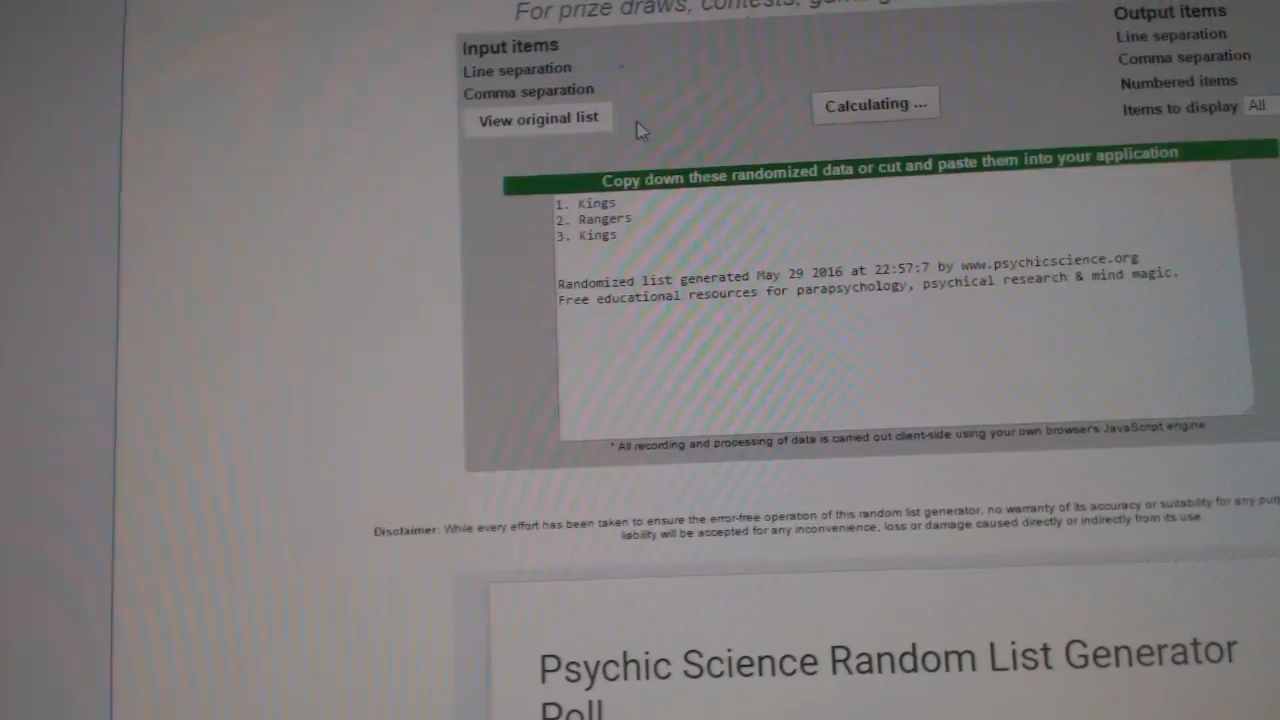 For prize draws, contests,
Input items
Line separation
Comma separation
View original list
Calculating ...
Output items
Line separation
Comma separation
Numbered items
Items to display All
Copy down these randomized data or cut and paste them into your application
1. Kings
2. Rangers
3. Kings
Randomized list generated May 29 2016 at 22:57:7 by www.psychicscience.org
Free educational resources for parapsychology, psychical research & mind magic.
* All recording and processing of data is carried out client-side using your own browser's JavaScript engine
Disclaimer: While every effort has been taken to ensure the error-free operation of this random list generator, no warranty of its accuracy or suitability for any
liability will be accepted for any inconvenience, loss or damage caused directly or indirectly from its use.
Psychic Science Random List Generator
Poll